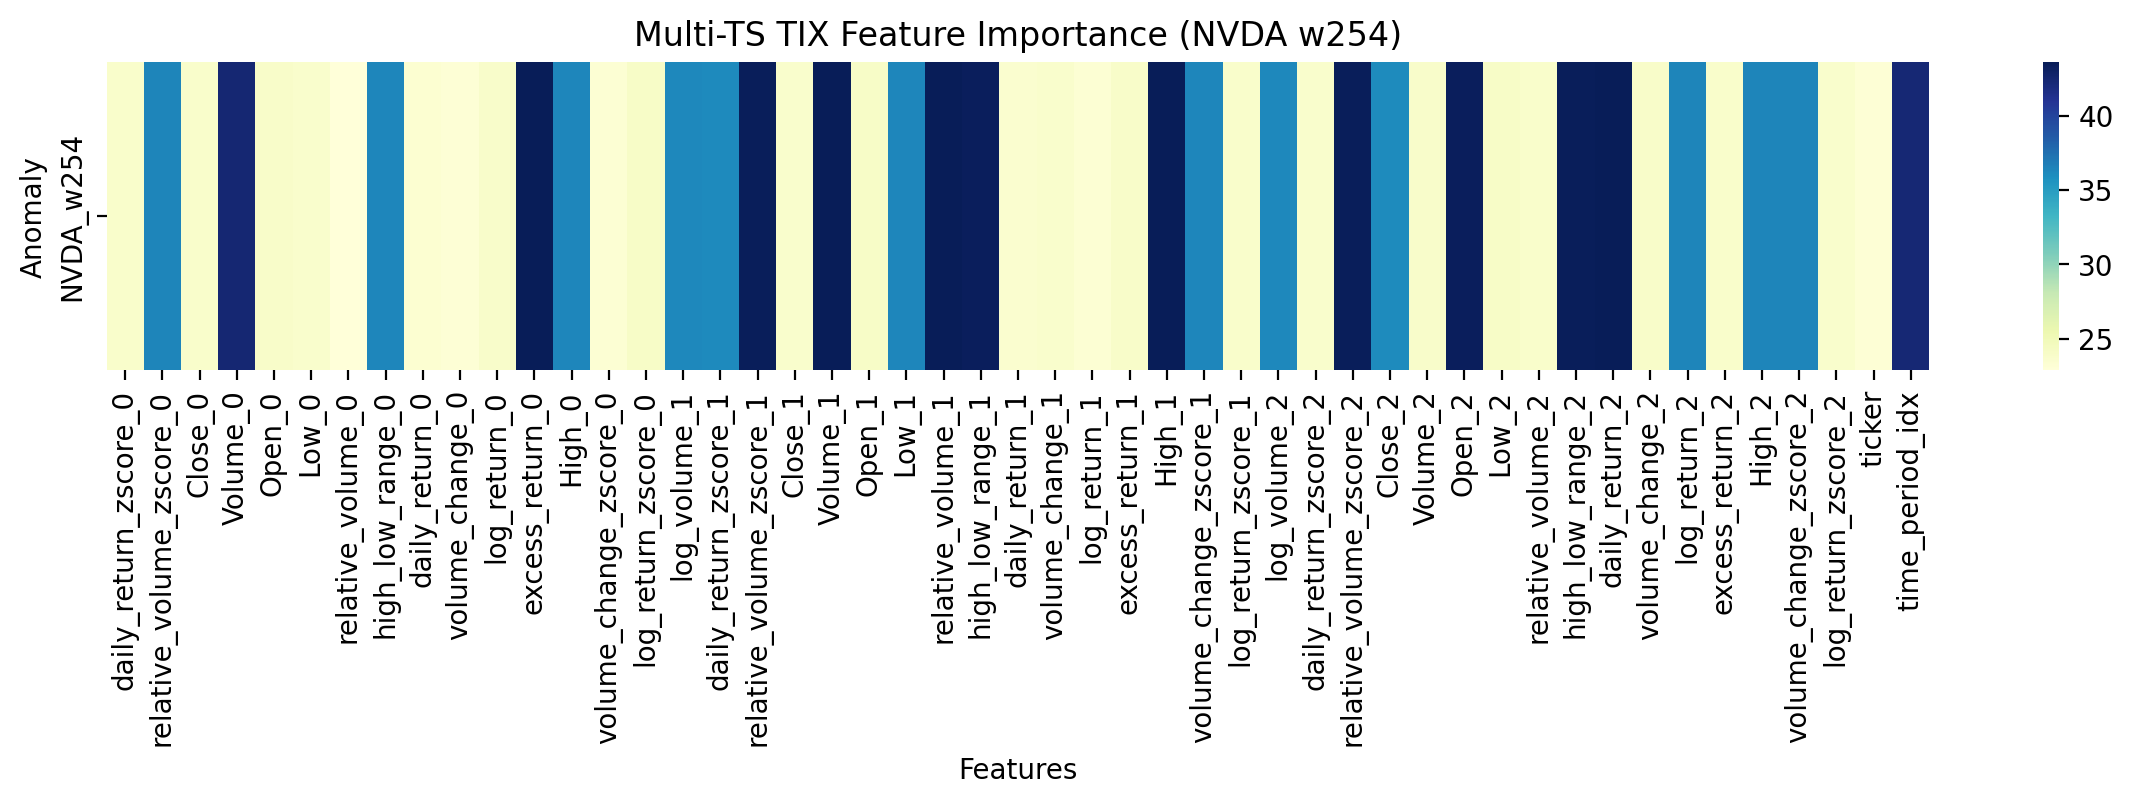 Multi-TS TIX Feature Importance (NVDA w254)
Anomaly
NVDA_w254
40
35
30
25
daily_return_zscore_0
relative_volume_zscore_0
Close_0
Volume_0
Open_0
Low_0
relative_volume_0
high_low_range_0
daily_return_0
volume_change_0
log_return_0
excess_return_0
High_0
volume_change_zscore_0
log_return_zscore_0
log_volume_1
daily_return_zscore_1
relative_volume_zscore_1
Close_1
Volume_1
Open_1
Low_1
relative_volume_1
high_low_range_1
daily_return_1
volume_change_1
log_return_1
excess_return_1
High_1
volume_change_zscore_1
log_return_zscore_1
log_volume_2
daily_return_zscore_2
relative_volume_zscore_2
Close_2
Volume_2
Open_2
Low_2
relative_volume_2
high_low_range_2
daily_return_2
volume_change_2
log_return_2
excess_return_2
High_2
volume_change_zscore_2
log_return_zscore_2
ticker
time_period_idx
Features